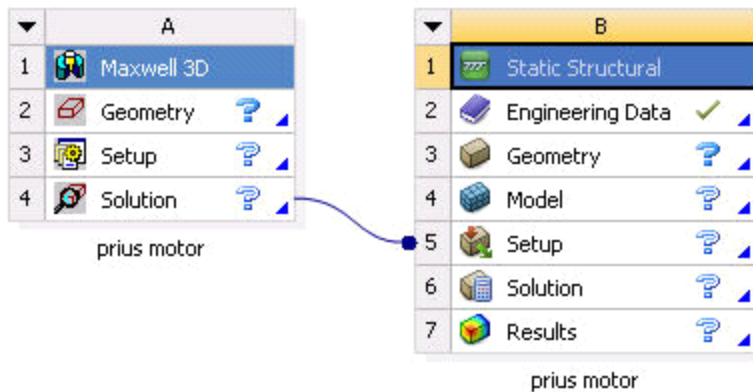 A
1 Maxwell 3D
2 Geometry ?
3 Setup ?
4 Solution ?
prius motor
B
1 Static Structural
2 Engineering Data
3 Geometry ?
4 Model ?
5 Setup ?
6 Solution ?
7 Results ?
prius motor